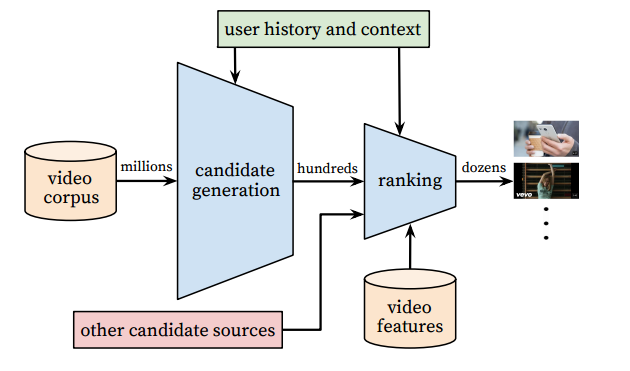 user history and context
video
corpus
millions
candidate
generation
hundreds
ranking
dozens
vevo
other candidate sources
video
features